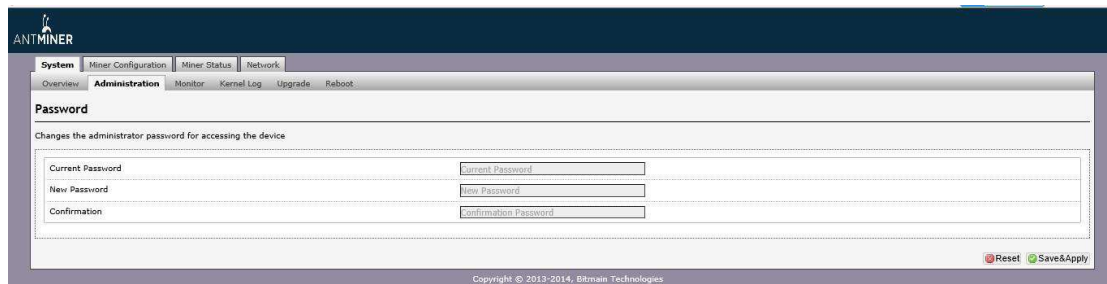 ANTMINER
System Miner Configuration Miner Status Network
Overview Administration Monitor Kernel Log Upgrade Reboot
Password
Changes the administrator password for accessing the device
Current Password Current Password
New Password New Password
Confirmation Confirmation Password
Reset Save&Apply
Copyright © 2013-2014, Bitmain Technologies